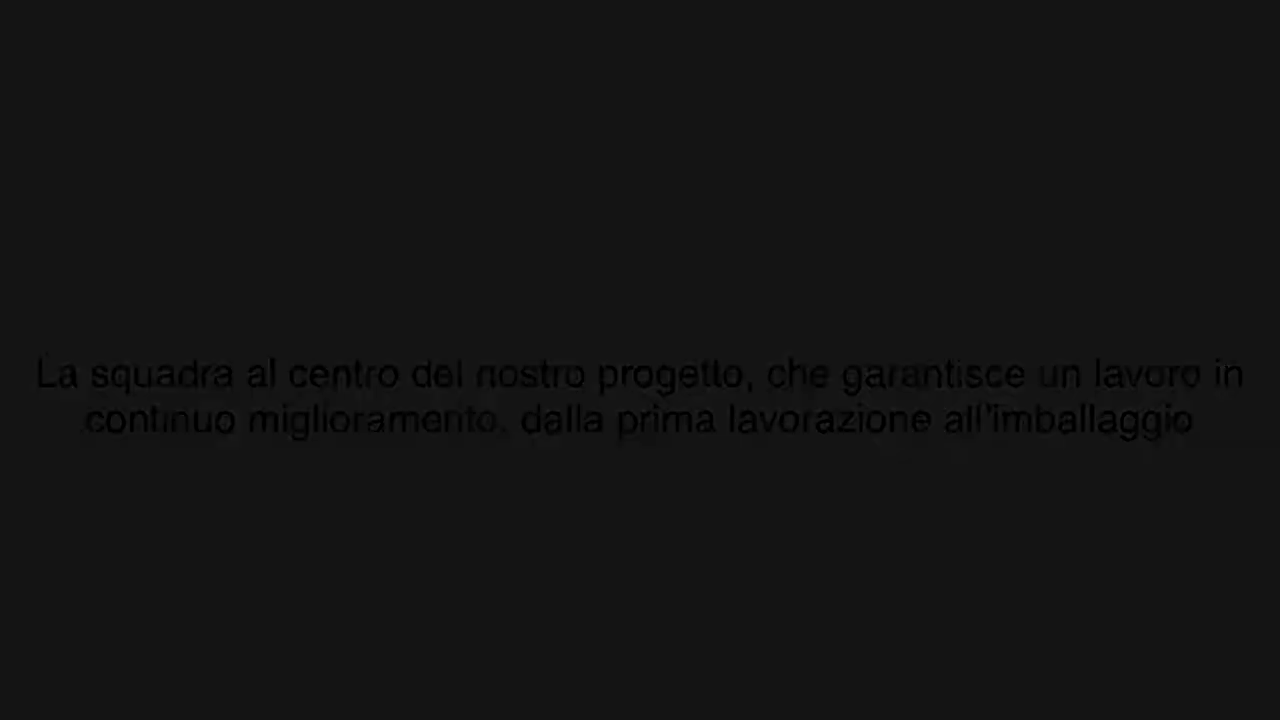 La squadra al centro del nostro progetto, che garantisce un lavoro in
continuo miglioramento, dalla prima lavorazione all'imballaggio